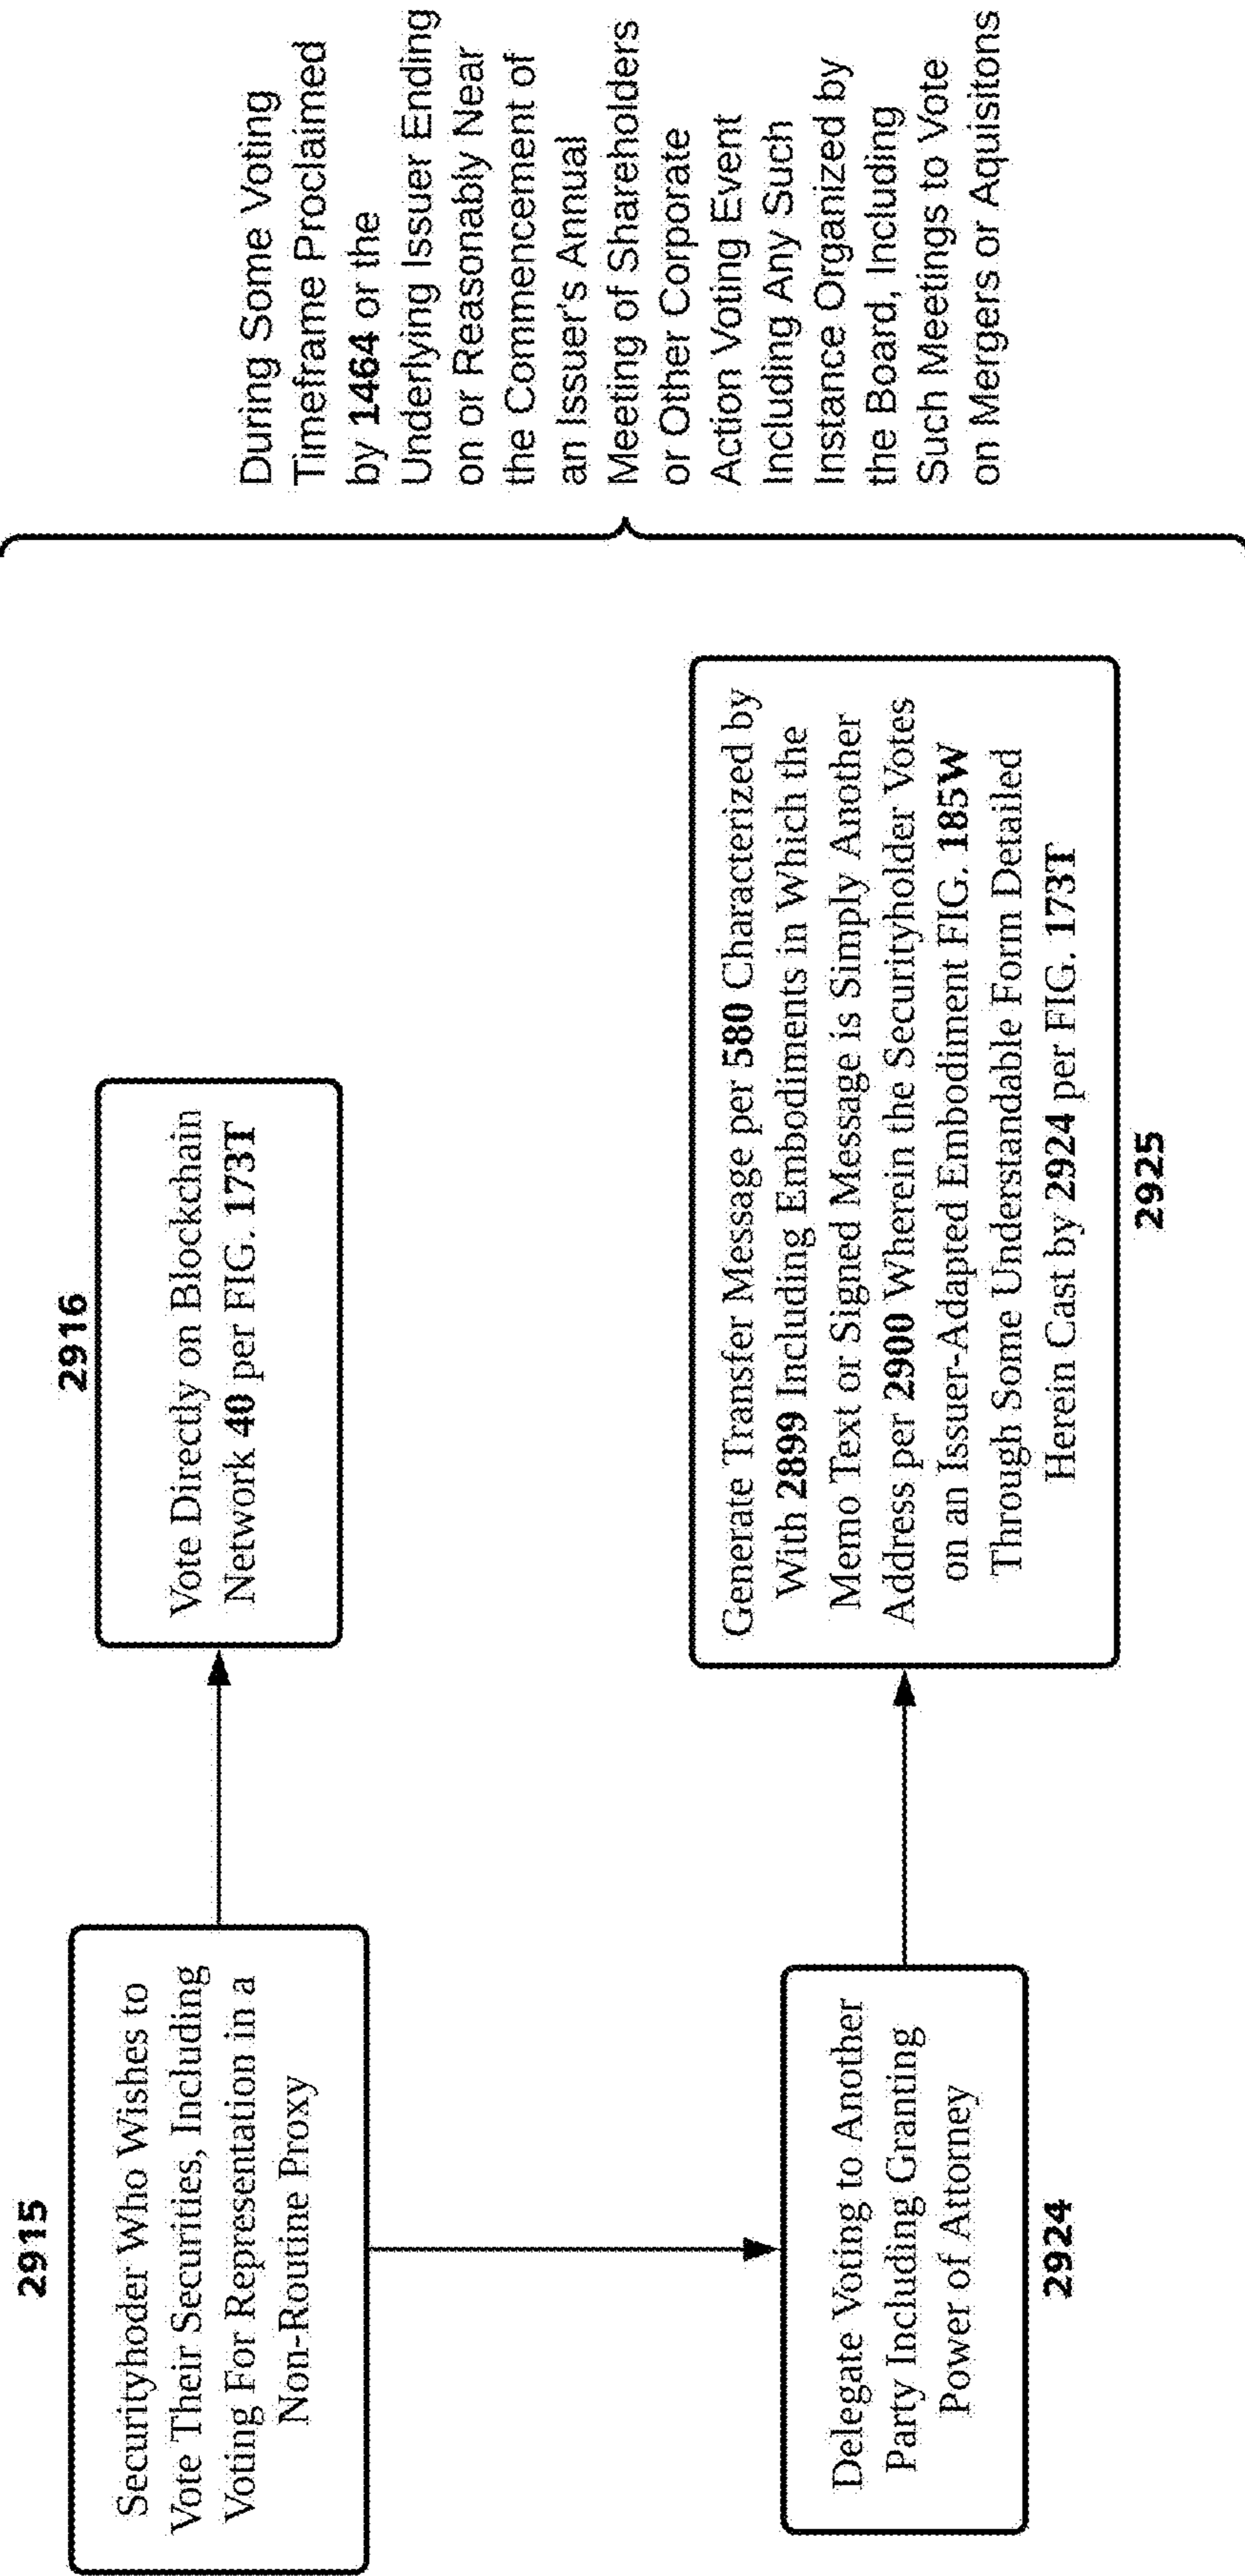 2915
Securityhoder Who Wishes to
Vote Their Securities, Including
Voting For Representation in a
Non-Routine Proxy
2916
Vote Directly on Blockchain
Network 40 per FIG. 173T
Delegate Voting to Another
Party Including Granting
Power of Attorney
2924
Generate Transfer Message per 580 Characterized by
With 2899 Including Embodiments in Which the
Memo Text or Signed Message is Simply Another
Address per 2900 Wherein the Securityholder Votes
on an Issuer-Adapted Embodiment FIG. 185W
Through Some Understandable Form Detailed
Herein Cast by 2924 per FIG. 173T
2925
During Some Voting
Timeframe Proclaimed
by 1464 or the
Underlying Issuer Ending
on or Reasonably Near
the Commencement of
an Issuer's Annual
Meeting of Shareholders
or Other Corporate
Action Voting Event
Including Any Such
Instance Organized by
the Board, Including
Such Meetings to Vote
on Mergers or Aquisitons